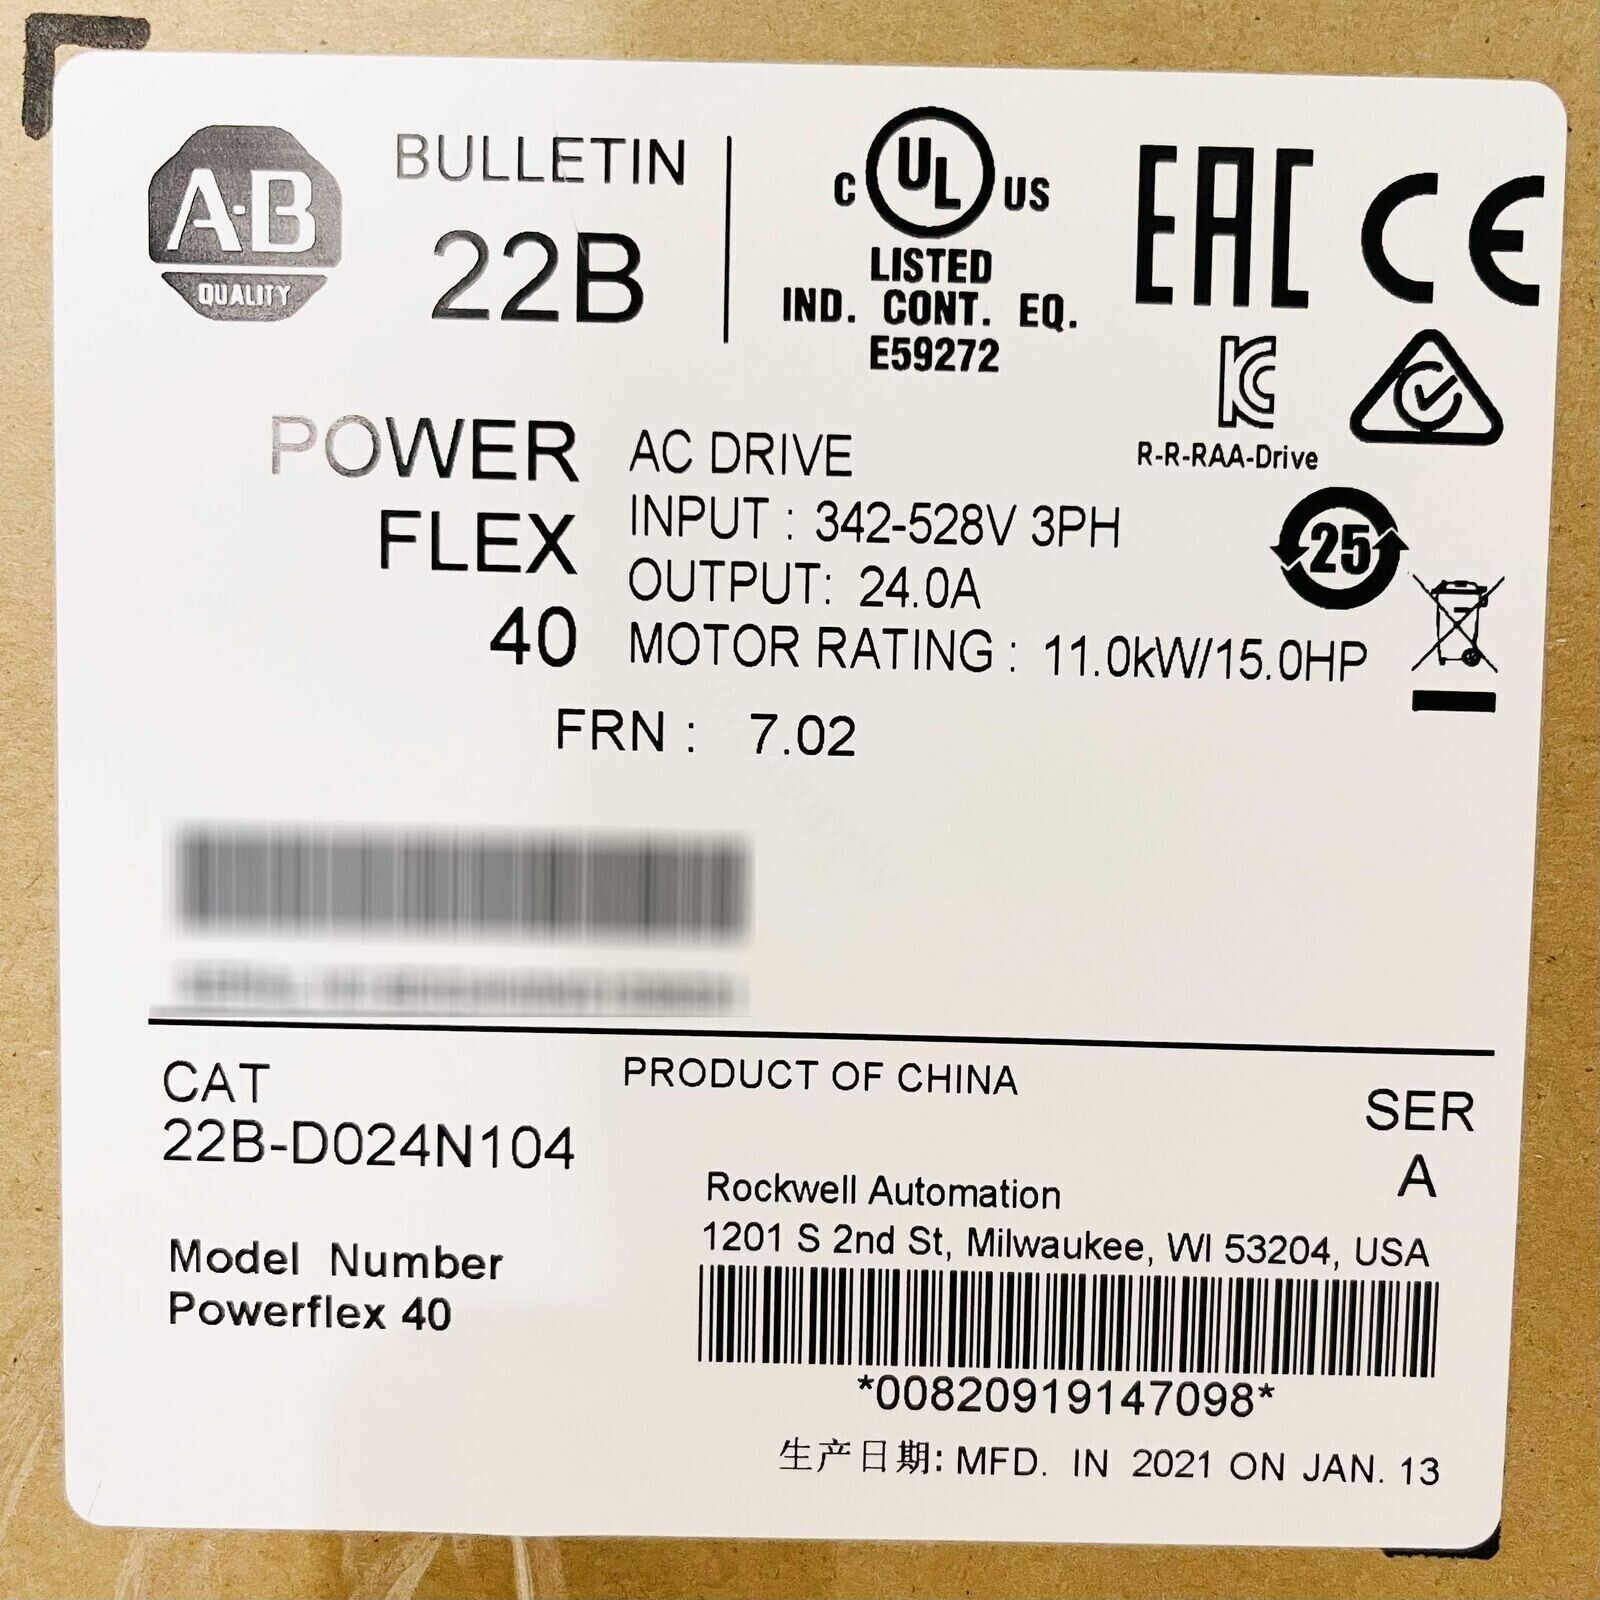 A·B
QUALITY
BULLETIN
22B
C UL US
LISTED
IND. CONT. EQ.
E59272
EAC CE
KC
R-R-RAA-Drive
25
POWER
FLEX
40
AC DRIVE
INPUT : 342-528V 3PH
OUTPUT: 24.0A
MOTOR RATING : 11.0kW/15.0HP
FRN : 7.02
CAT
22B-D024N104
PRODUCT OF CHINA
SER
A
Model Number
Powerflex 40
Rockwell Automation
1201 S 2nd St, Milwaukee, WI 53204, USA
*00820919147098*
生产日期: MFD. IN 2021 ON JAN. 13